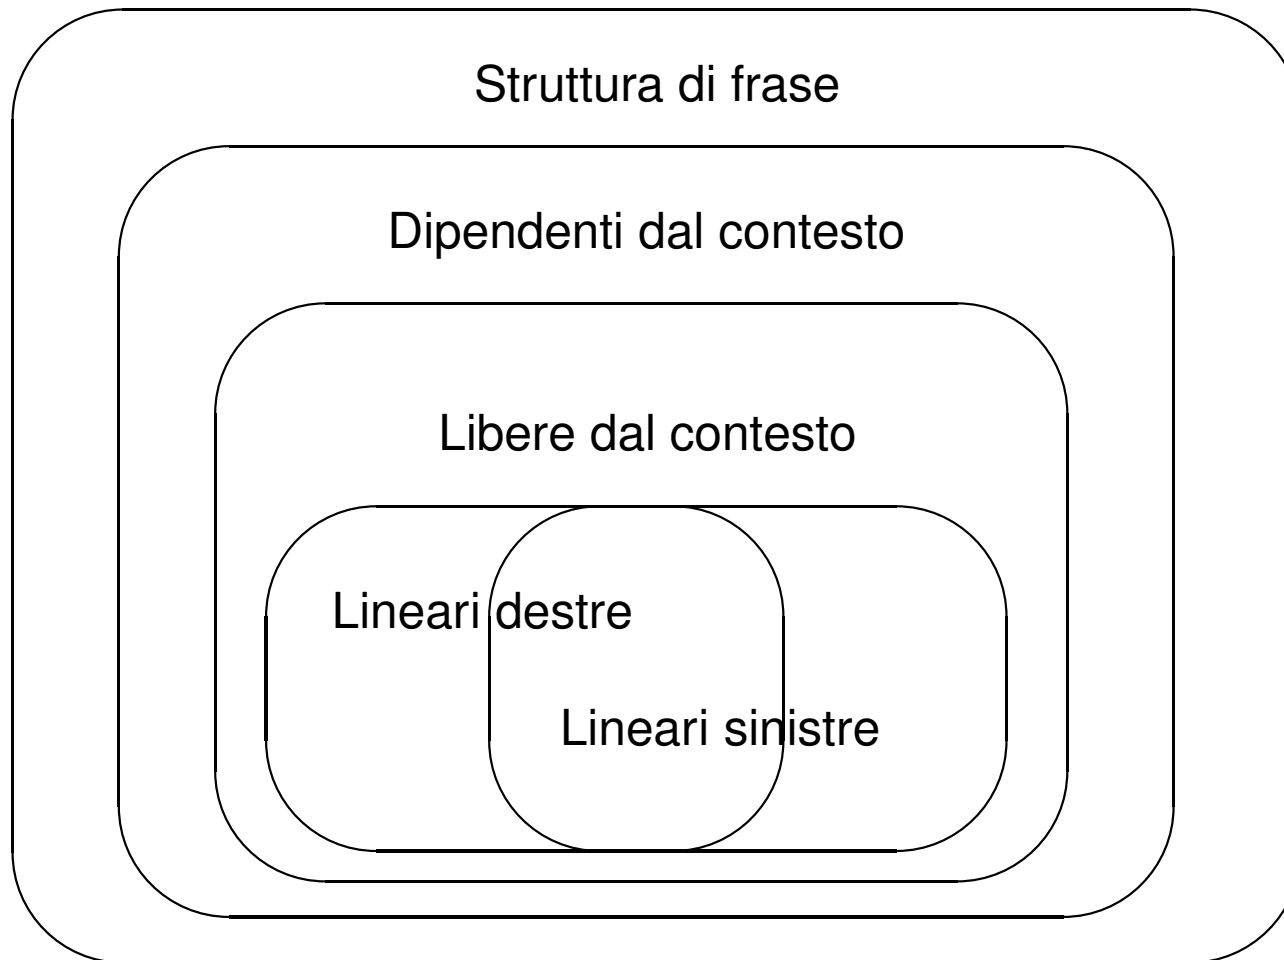 Struttura di frase
Dipendenti dal contesto
Libere dal contesto
Lineari destre
Lineari sinistre